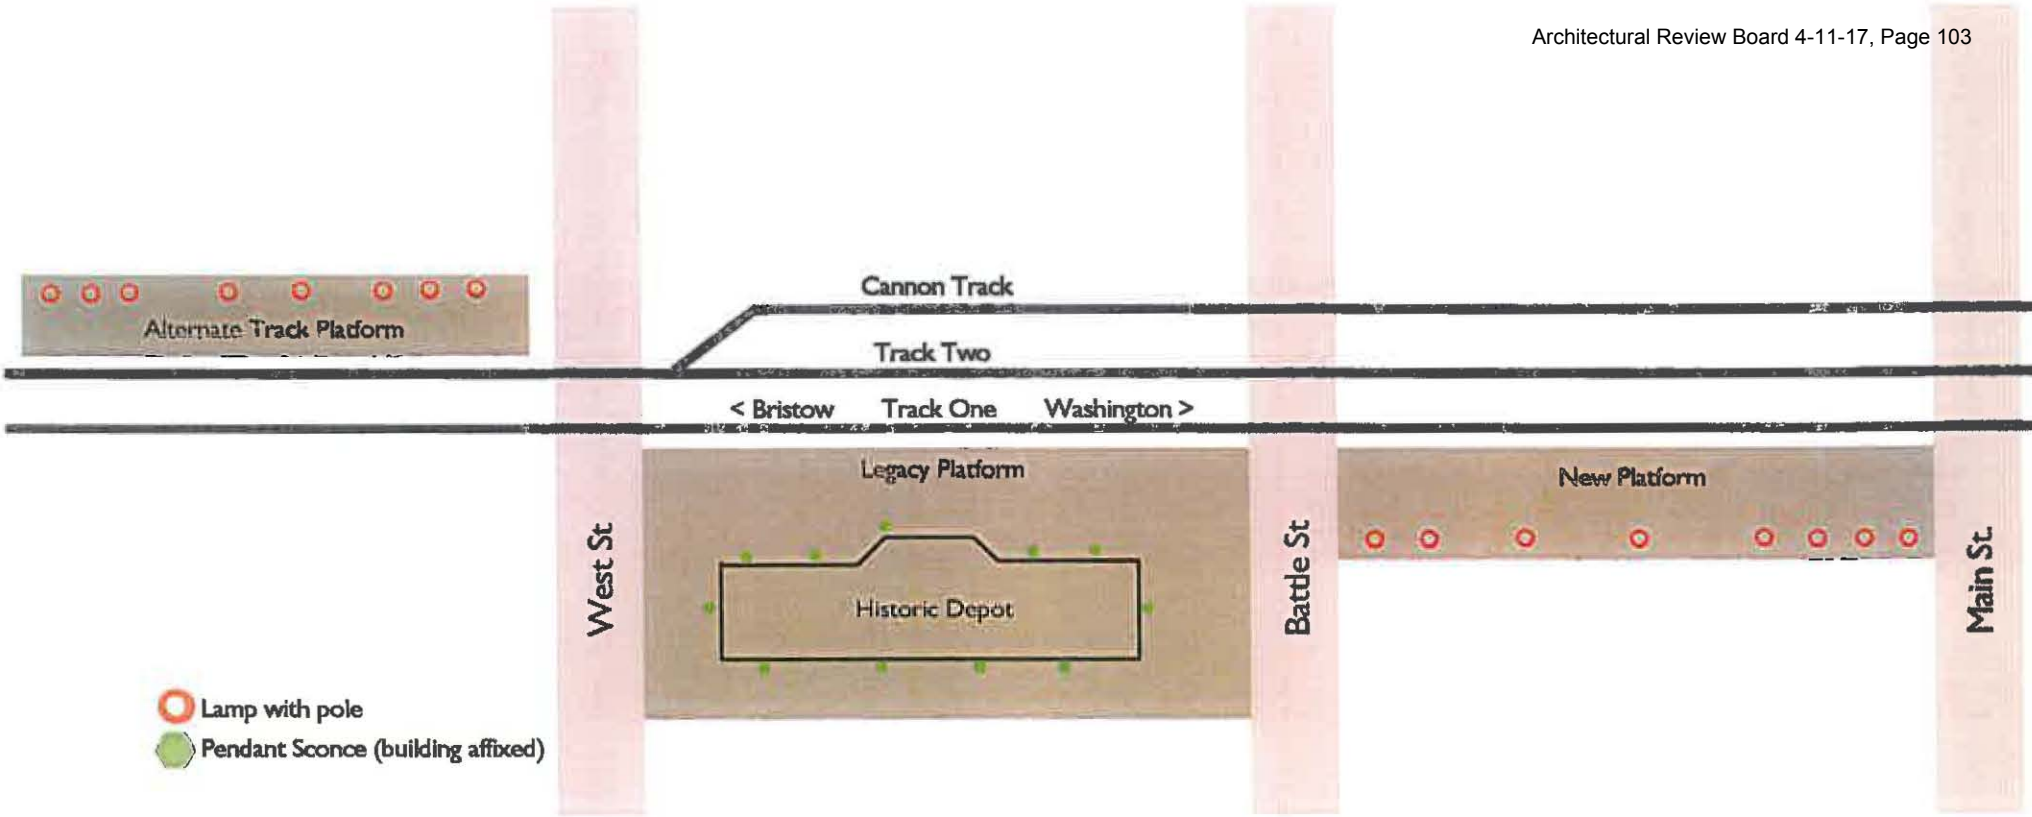 Architectural Review Board 4-11-17, Page 103
Cannon Track
Alternate Track Platform
Track Two
< Bristow Track One Washington >
Legacy Platform
New Platform
West St
Battle St.
Main St.
Historic Depot
Lamp with pole
Pendant Sconce (building affixed)